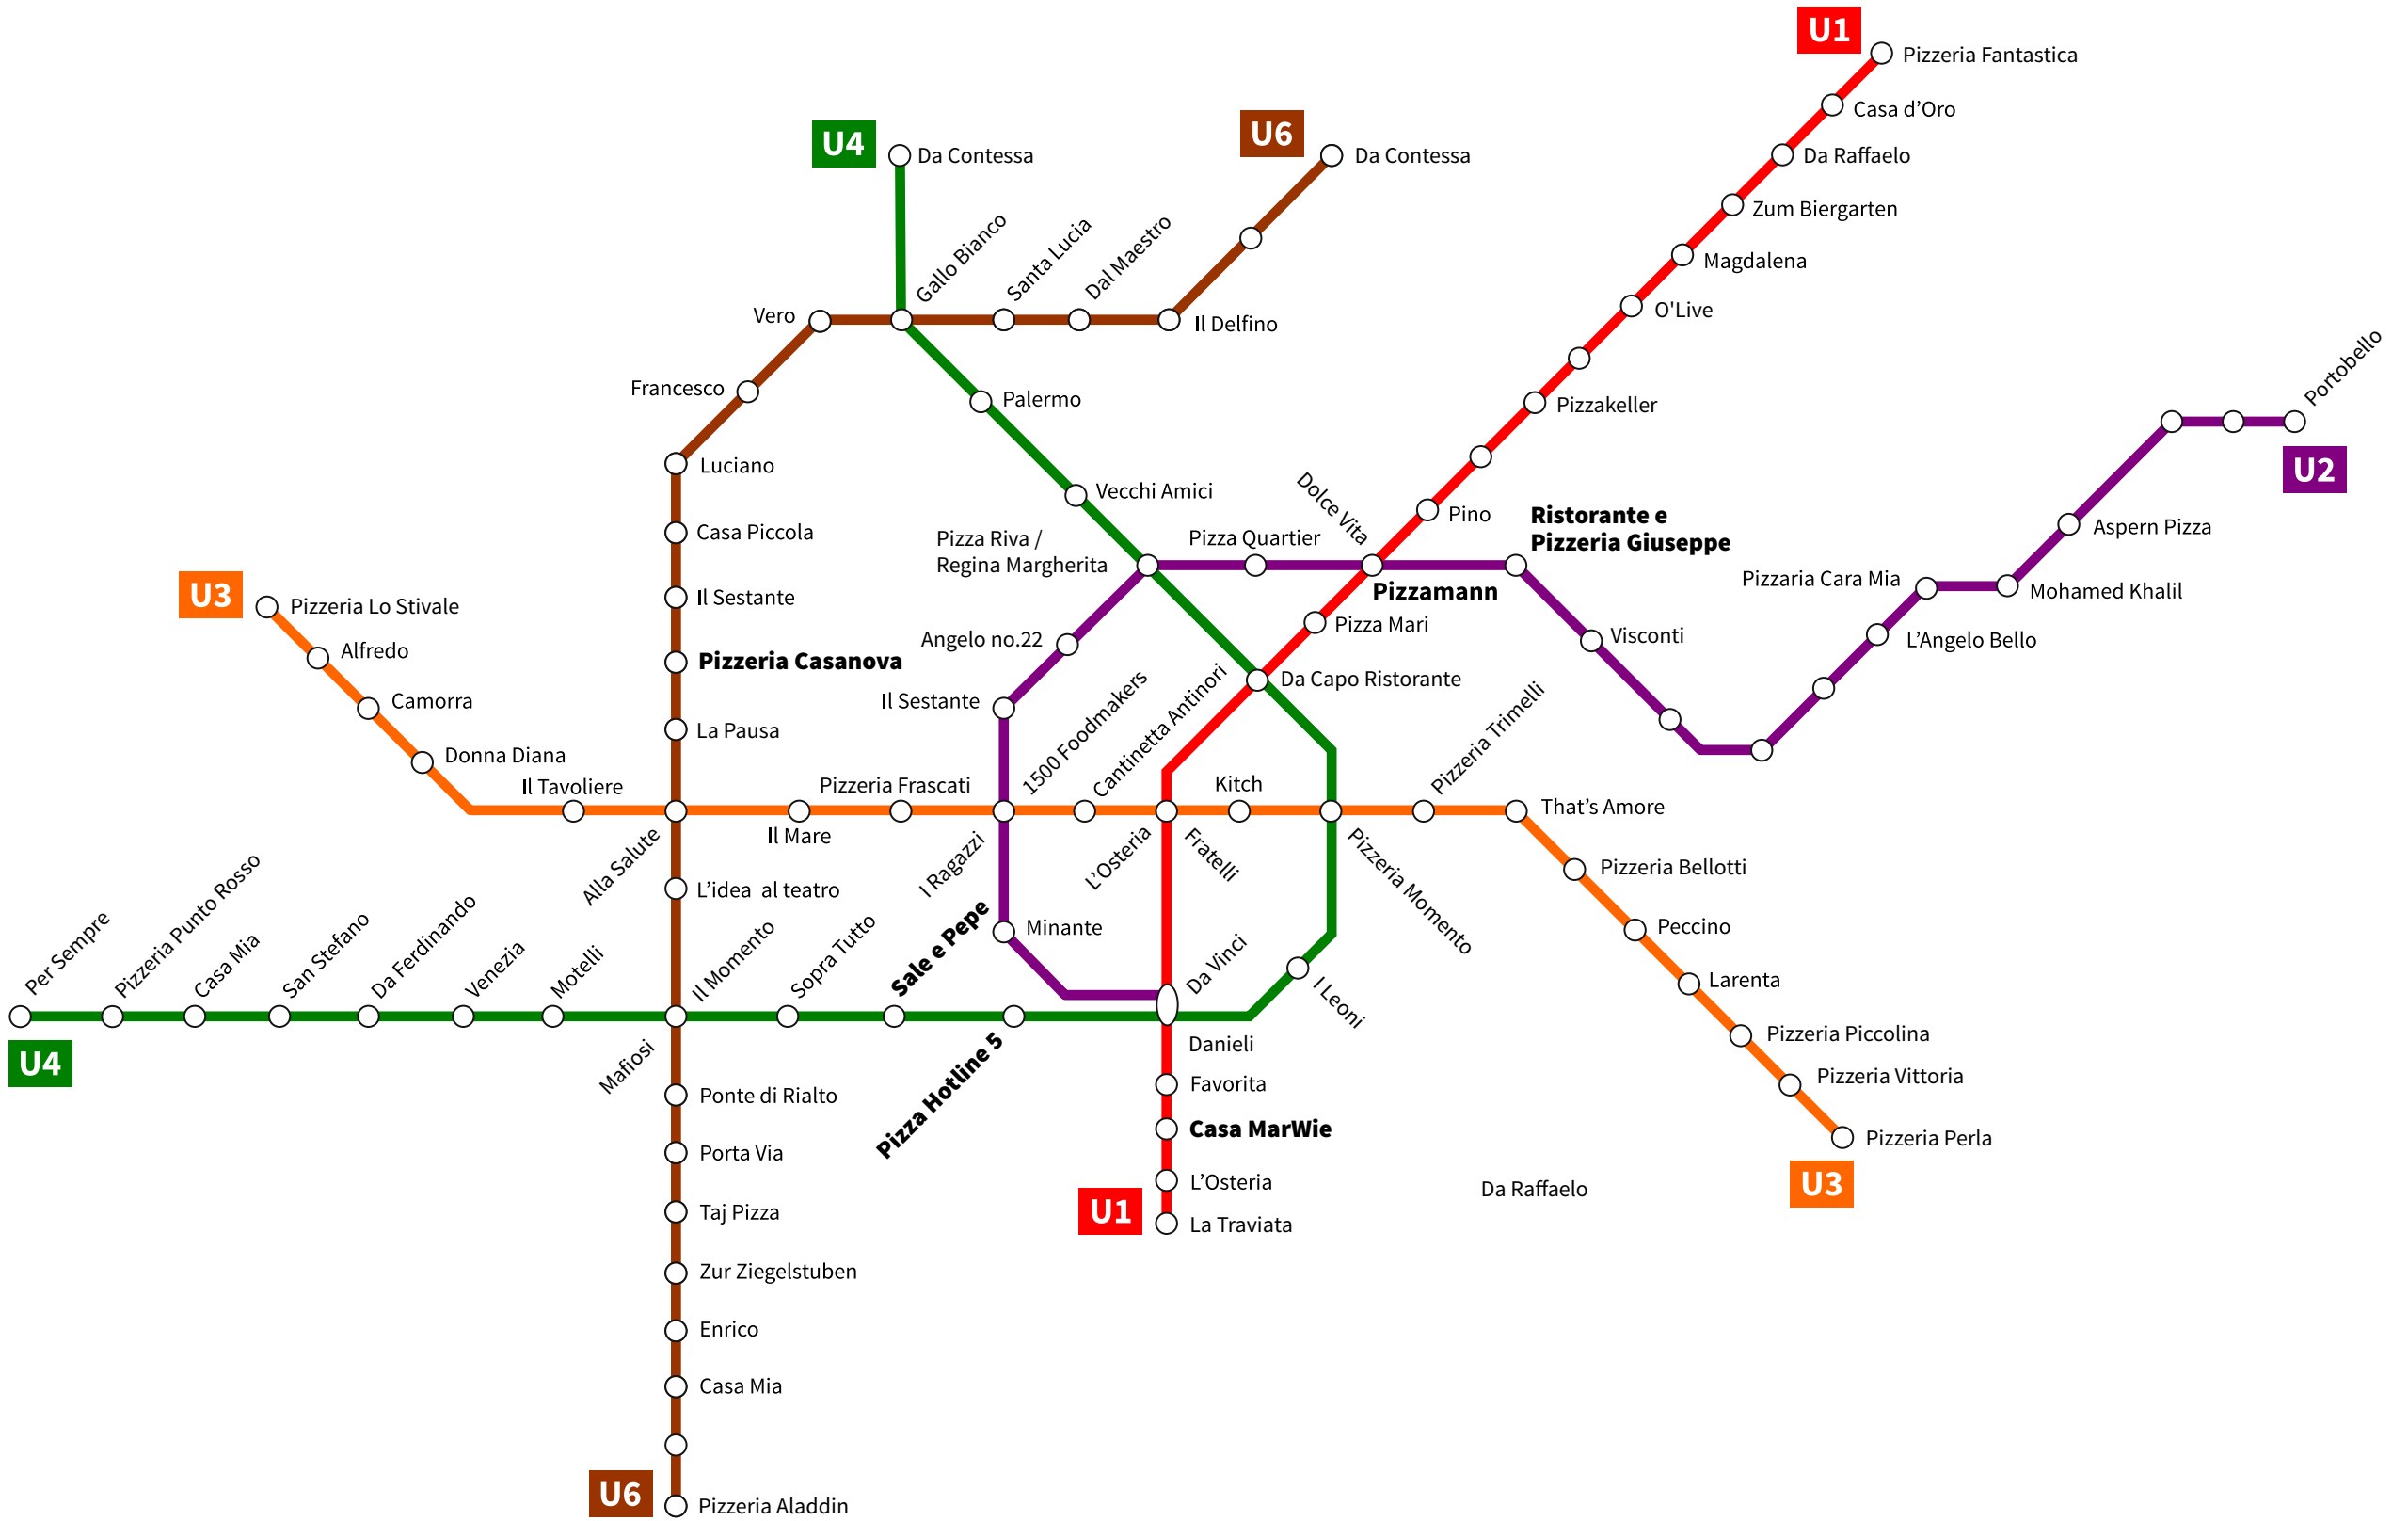 U1
Pizzeria Fantastica
Casa d’Oro
Da Raffaelo
Zum Biergarten
Magdalena
O'Live
Pizzakeller
Pino
U4
Da Contessa
U6
Da Contessa
Gallo Bianco
Santa Lucia
Dal Maestro
Il Delfino
Vero
Francesco
Luciano
Casa Piccola
Il Sestante
Pizzeria Casanova
La Pausa
Palermo
Vecchi Amici
Pizza Riva /
Regina Margherita
Pizza Quartier
Dolce Vita
Pizzamann
Ristorante e
Pizzeria Giuseppe
Visconti
Pizzaria Cara Mia
L’Angelo Bello
Mohamed Khalil
Aspern Pizza
Portobello
U2
Pizza Mari
Da Capo Ristorante
Angelo no.22
Il Sestante
U3
Pizzeria Lo Stivale
Alfredo
Camorra
Donna Diana
Il Tavoliere
Alla Salute
Il Mare
Pizzeria Frascati
1500 Foodmakers
I Ragazzi
Cantinetta Antinori
L’Osteria
Fratelli
Kitch
Pizzeria Momento
Pizzeria Trimelli
That’s Amore
Pizzeria Bellotti
Peccino
Larenta
Pizzeria Piccolina
Pizzeria Vittoria
Pizzeria Perla
U3
L’idea al teatro
Minante
Per Sempre
Pizzeria Punto Rosso
Casa Mia
San Stefano
Da Ferdinando
Venezia
Motelli
Il Momento
Mafiosi
Sopra Tutto
Sale e Pepe
Pizza Hotline 5
Da Vinci
Danieli
I Leoni
U4
Favorita
Casa MarWie
L’Osteria
La Traviata
U1
Da Raffaelo
Ponte di Rialto
Porta Via
Taj Pizza
Zur Ziegelstuben
Enrico
Casa Mia
U6
Pizzeria Aladdin